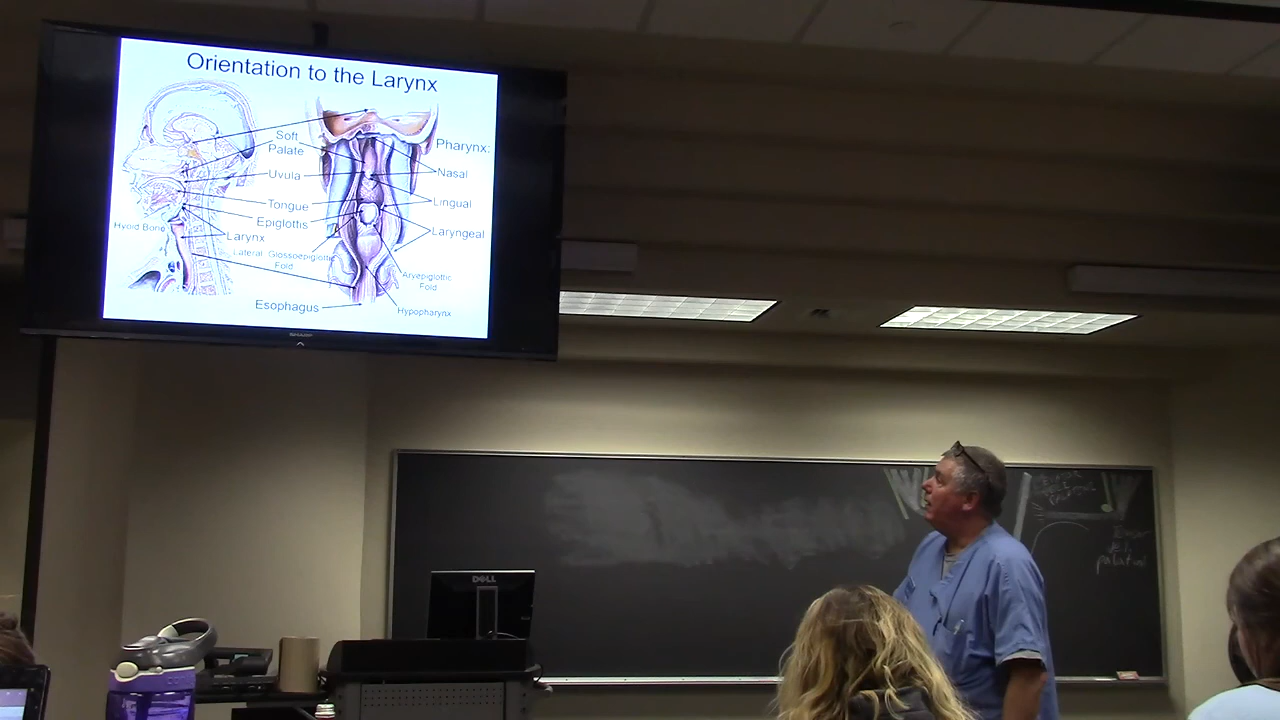 Orientation to the Larynx
Soft
Palate
Pharynx:
Uvula
Nasal
Tongue
Lingual
Epiglottis
Hyoid Bone
Larynx
Laryngeal
Lateral Glossoepiglottic
Fold
Aryepiglottic
Fold
Esophagus
Hypopharynx
SHARP
DELL
palatini